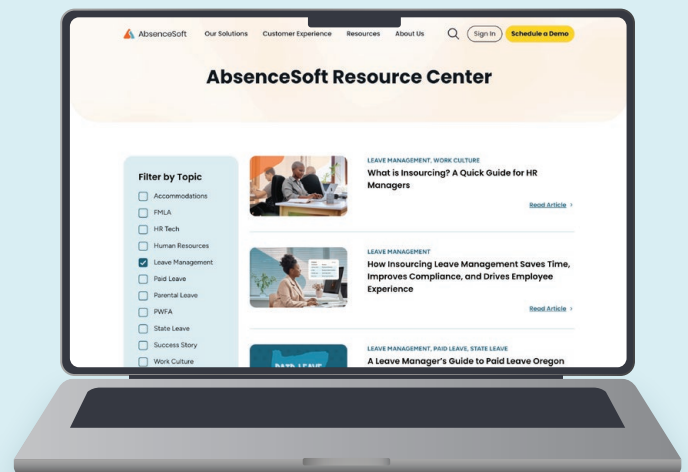 AbsenceSoft Our Solutions Customer Experience Resources About Us Sign In Schedule a Demo
AbsenceSoft Resource Center
Filter by Topic
Accommodations
FMLA
HR Tech
Human Resources
Leave Management
Paid Leave
Parental Leave
PWFA
State Leave
Success Story
Work Culture
LEAVE MANAGEMENT, WORK CULTURE
What is Insourcing? A Quick Guide for HR
Managers
Read Article
LEAVE MANAGEMENT
How Insourcing Leave Management Saves Time,
Improves Compliance, and Drives Employee
Experience
Read Article
PAID LEAVE
LEAVE MANAGEMENT, PAID LEAVE, STATE LEAVE
A Leave Manager's Guide to Paid Leave Oregon